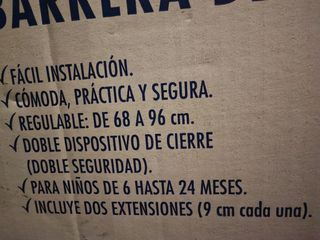 BARRERA DE
✓FÁCIL INSTALACIÓN.
✓CÓMODA, PRÁCTICA Y SEGURA.
✓REGULABLE: DE 68 A 96 cm.
✓DOBLE DISPOSITIVO DE CIERRE
(DOBLE SEGURIDAD).
✓PARA NIÑOS DE 6 HASTA 24 MESES.
✓INCLUYE DOS EXTENSIONES (9 cm cada una).